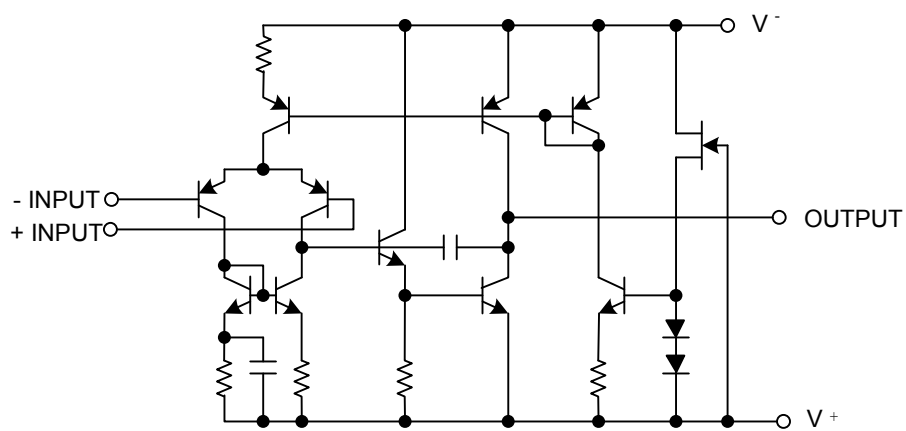 V -
- INPUT
+ INPUT
OUTPUT
V +